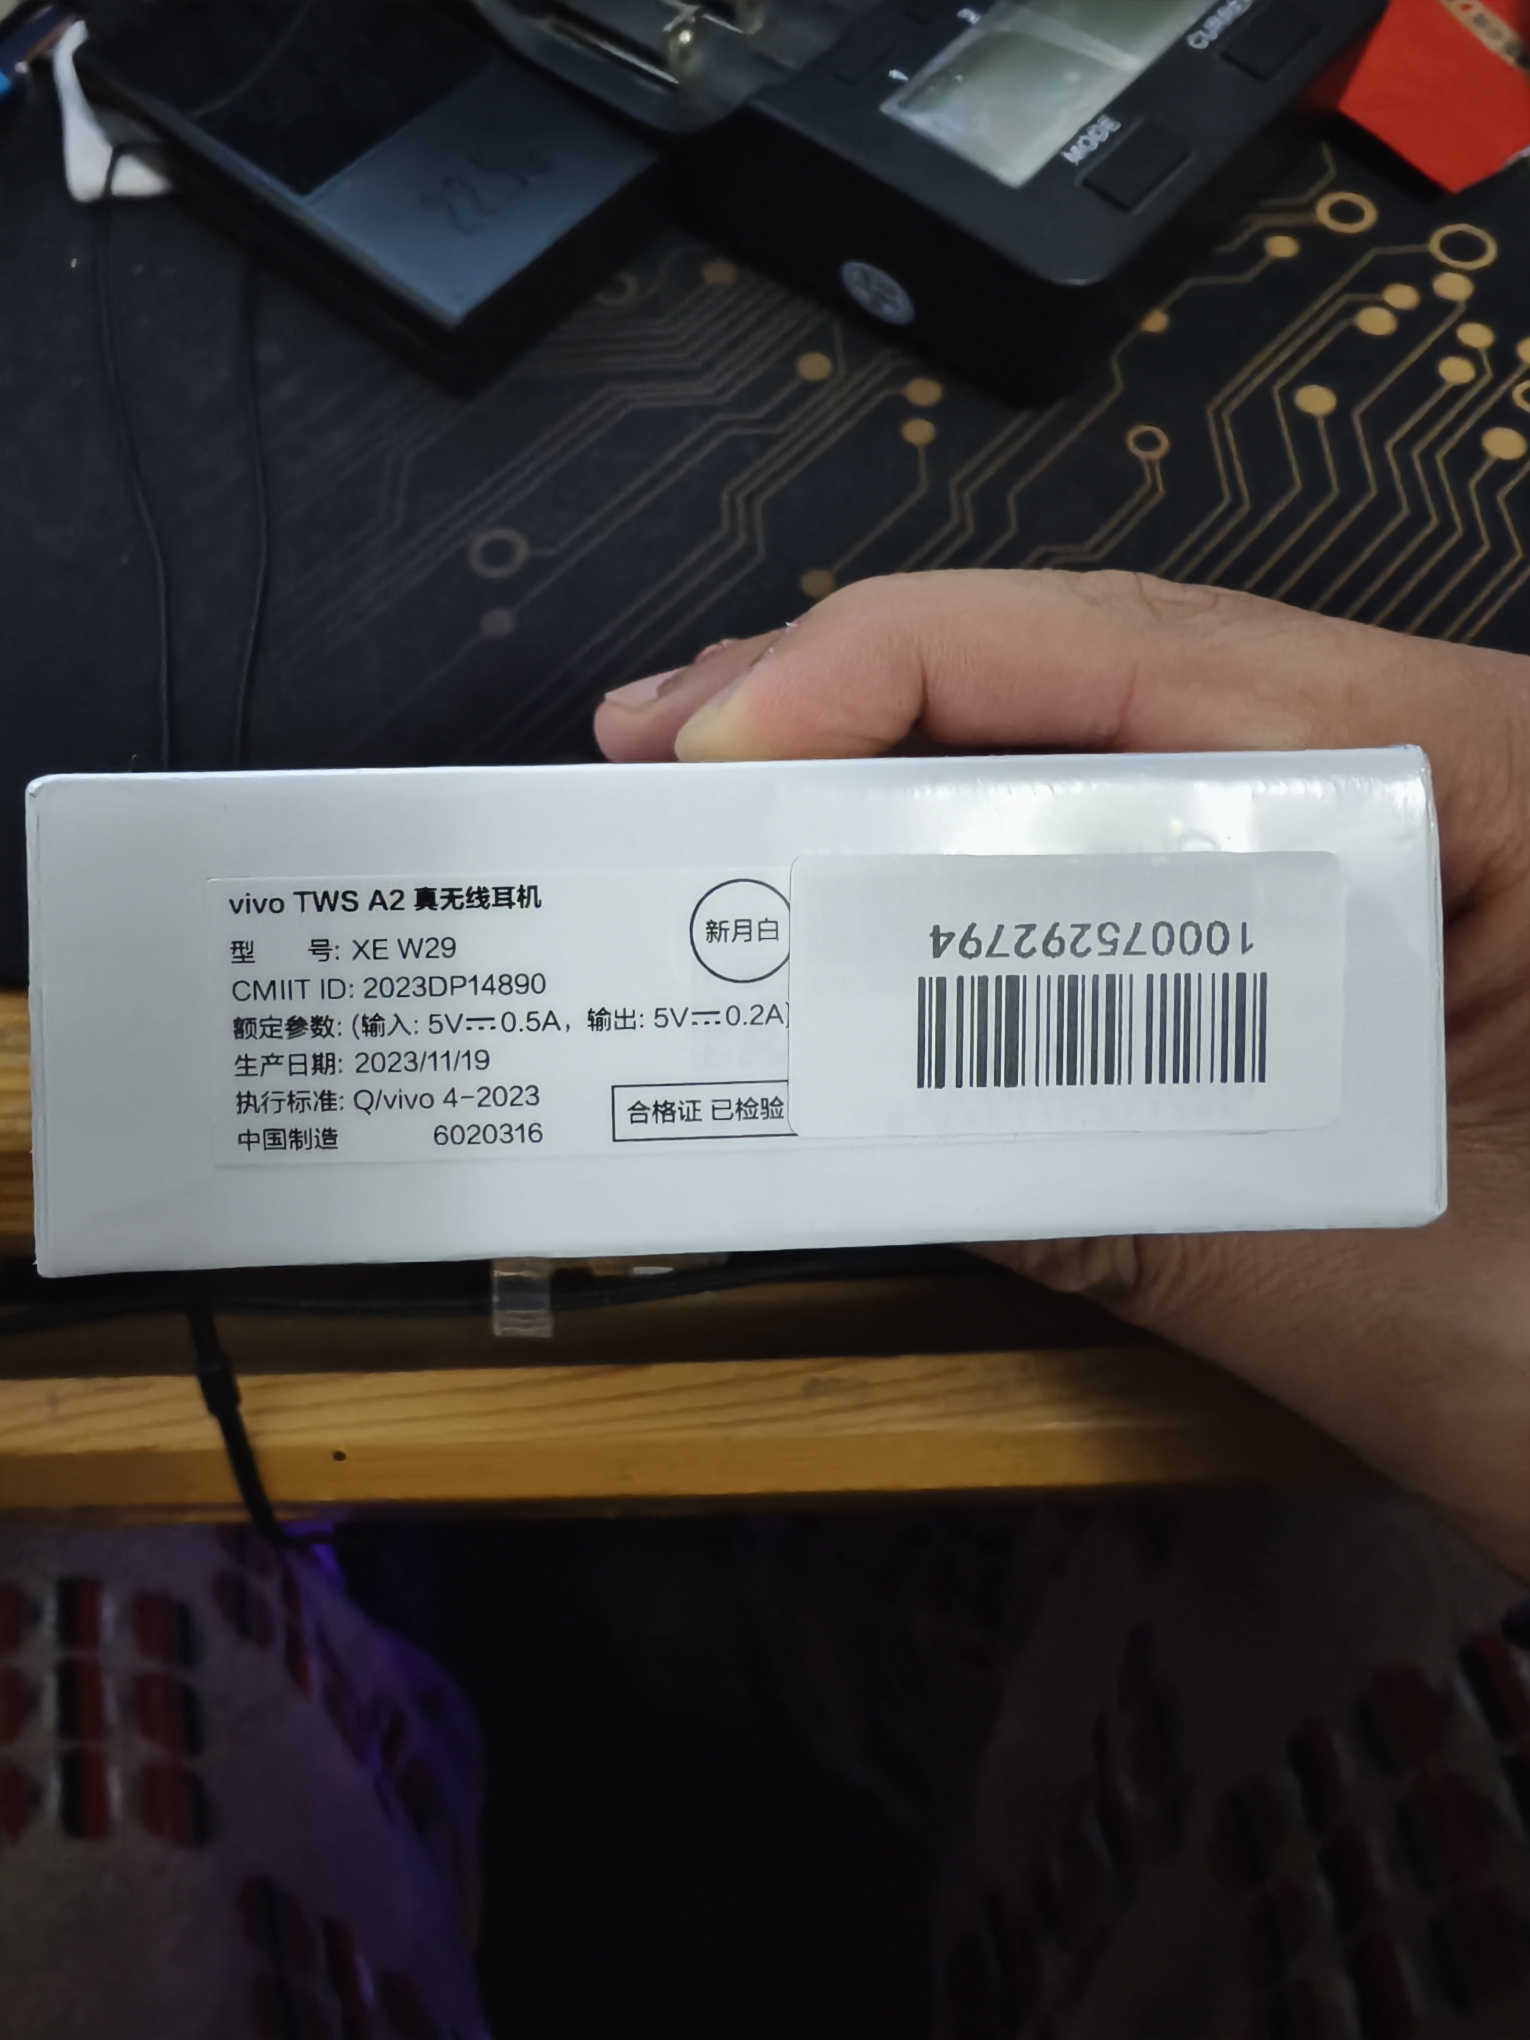 MODE
22.5
vivo TWS A2 真无线耳机
新月白
型 号: XE W29
CMIIT ID: 2023DP14890
额定参数: (输入: 5V⎓0.5A，输出: 5V⎓0.2A)
生产日期: 2023/11/19
执行标准: Q/vivo 4-2023
合格证 已检验
中国制造 6020316
100075292794